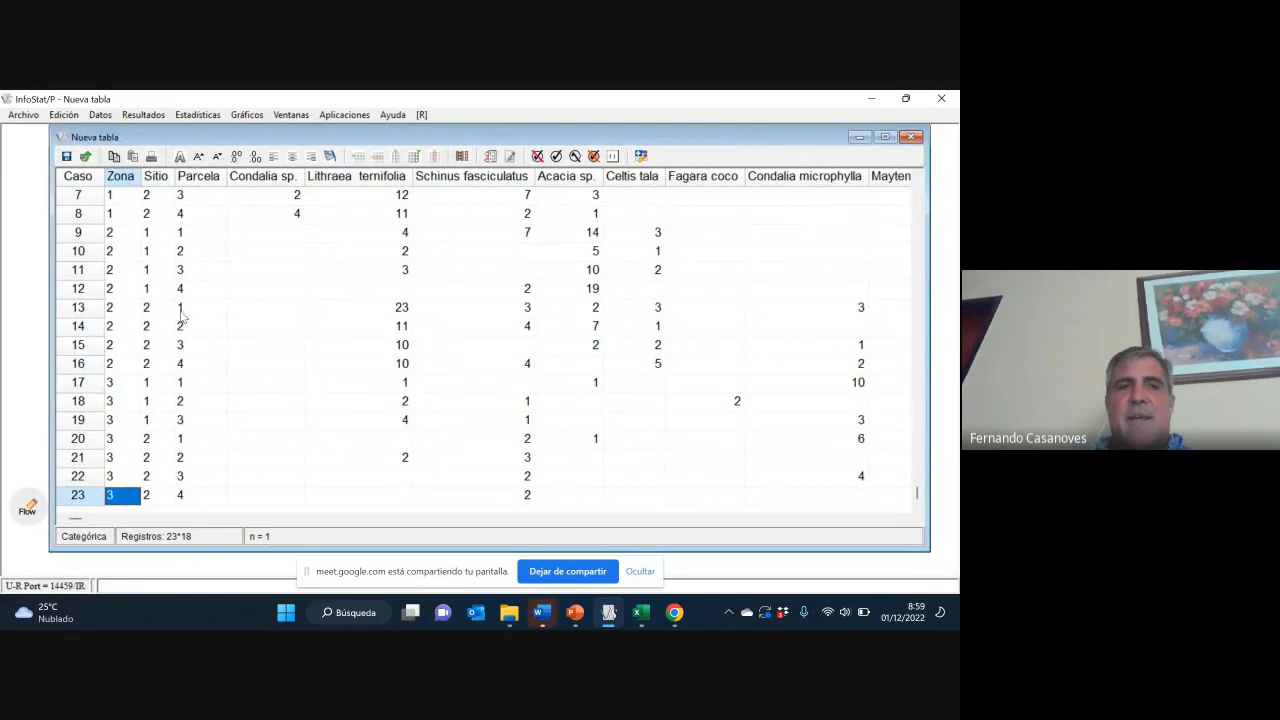 InfoStat/P - Nueva tabla
Archivo Edición Datos Resultados Estadísticas Gráficos Ventanas Aplicaciones Ayuda [R]
Nueva tabla
Caso Zona Sitio Parcela Condalia sp. Lithraea ternifolia Schinus fasciculatus Acacia sp. Celtis tala Fagara coco Condalia microphylla Mayten
7 1 2 3 2 12 7 3
8 1 2 4 4 11 2 1
9 2 1 1 4 7 14 3
10 2 1 2 2 5 1
11 2 1 3 3 10 2
12 2 1 4 2 19
13 2 2 1 23 3 2 3 3
14 2 2 2 11 4 7 1
15 2 2 3 10 2 2 1
16 2 2 4 10 4 5 2
17 3 1 1 1 1 10
18 3 1 2 2 1 2
19 3 1 3 4 1 3
20 3 2 1 2 1 6
21 3 2 2 2 3
22 3 2 3 2 4
23 3 2 4 2
Flow
Categórica Registros: 23*18 n = 1
meet.google.com está compartiendo tu pantalla. Dejar de compartir Ocultar
U-R Port = 14459/IR
25°C
Nublado
Búsqueda
8:59
01/12/2022
Fernando Casanoves